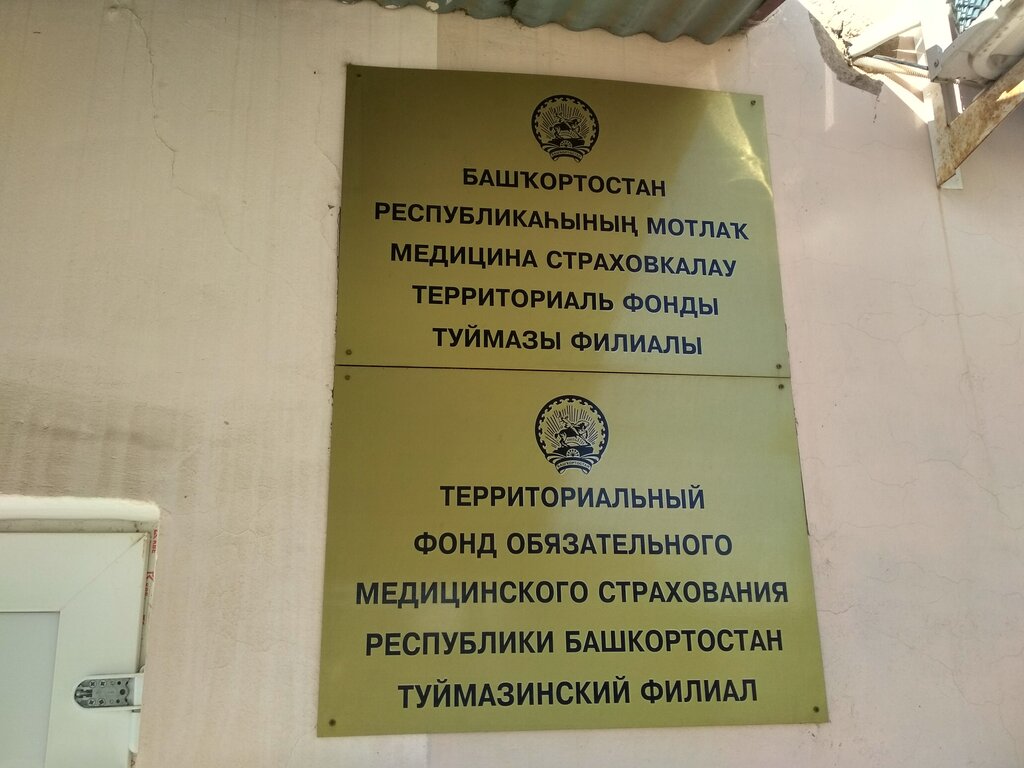 БАШҠОРТОСТАН
РЕСПУБЛИКАҺЫНЫҢ МОТЛАҠ
МЕДИЦИНА СТРАХОВКАЛАУ
ТЕРРИТОРИАЛЬ ФОНДЫ
ТУЙМАЗЫ ФИЛИАЛЫ
ТЕРРИТОРИАЛЬНЫЙ
ФОНД ОБЯЗАТЕЛЬНОГО
МЕДИЦИНСКОГО СТРАХОВАНИЯ
РЕСПУБЛИКИ БАШКОРТОСТАН
ТУЙМАЗИНСКИЙ ФИЛИАЛ